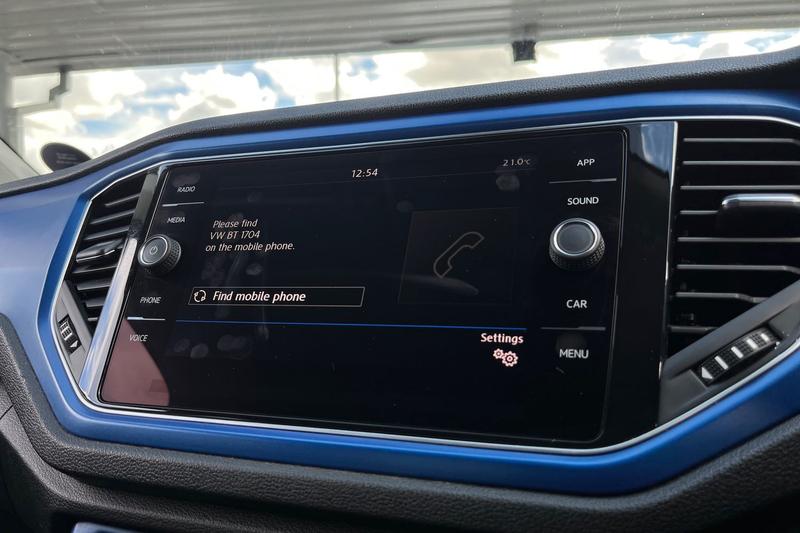 12:54
21.0°C
RADIO
MEDIA
PHONE
VOICE
Please find
VW BT 1704
on the mobile phone.
Find mobile phone
Settings
APP
SOUND
CAR
MENU